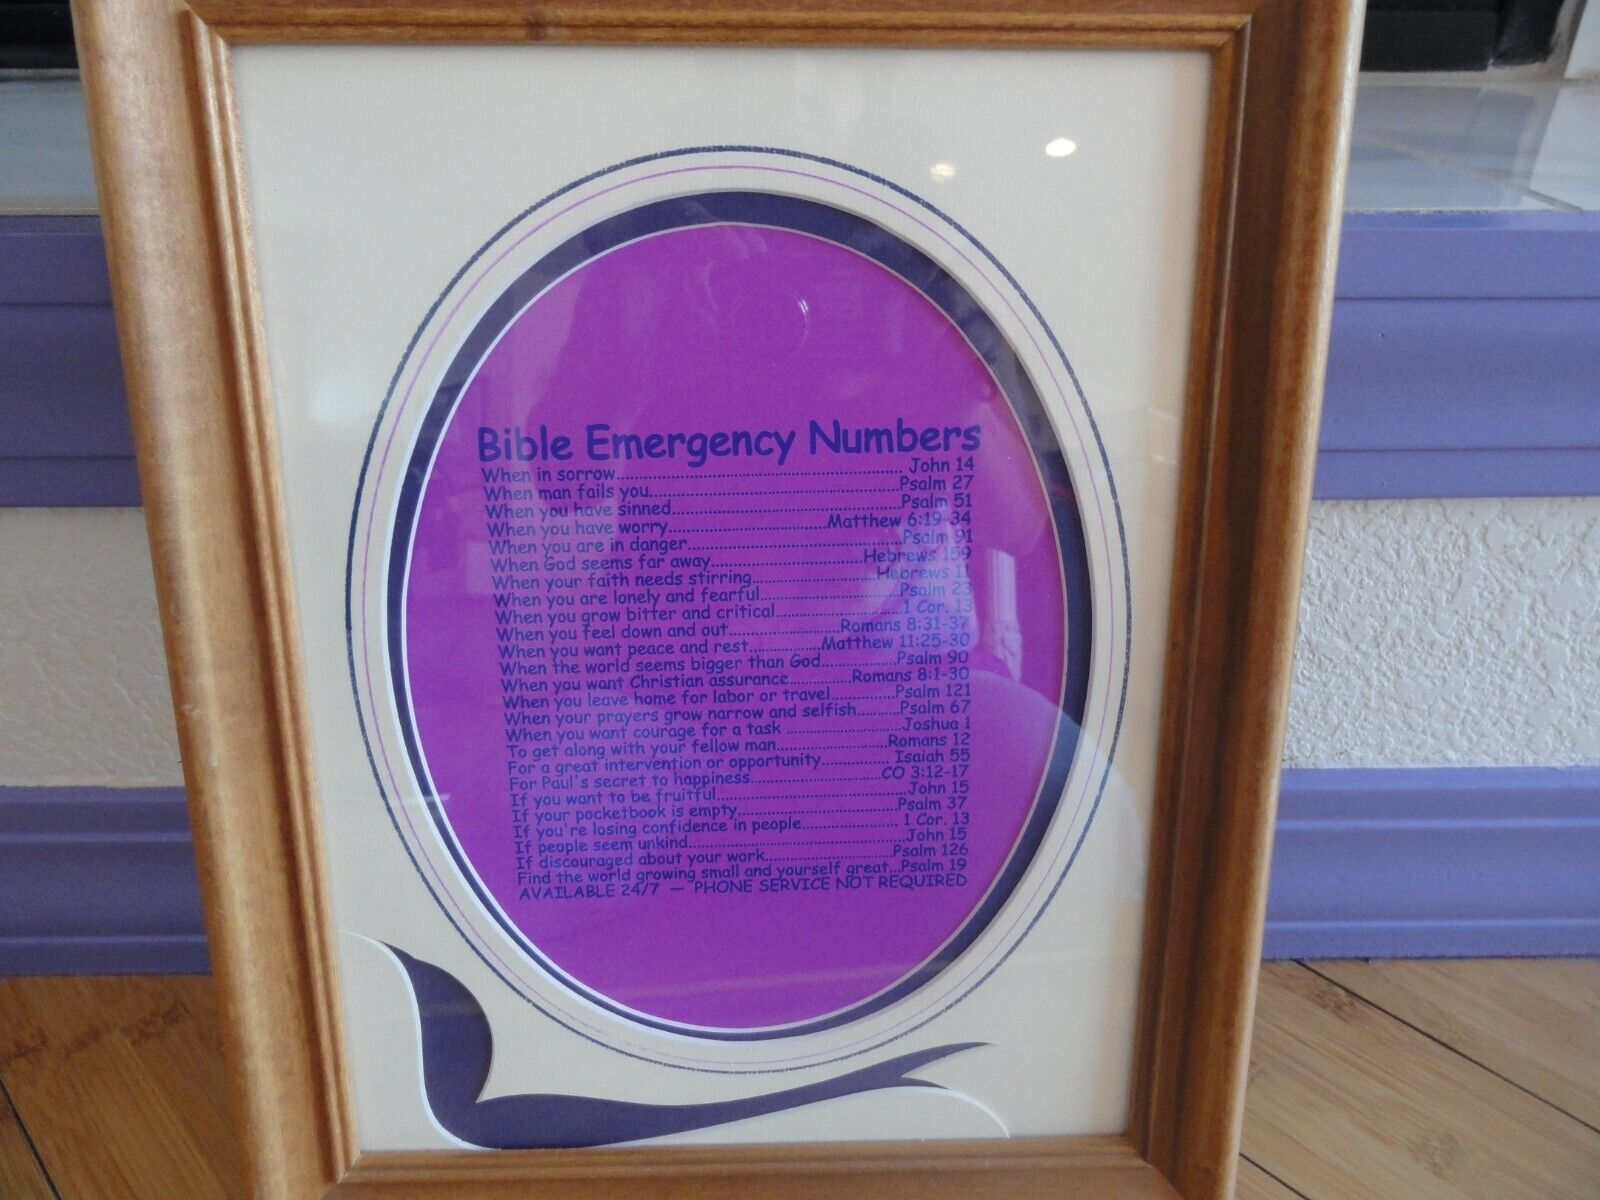 Bible Emergency Numbers
When in sorrow.......................................................... John 14
When man fails you..................................................Psalm 27
When you have sinned..............................................Psalm 51
When you have worry................................Matthew 6:19-34
When you are in danger...........................................Psalm 91
When God seems far away..............................Hebrews 159
When your faith needs stirring.........................Hebrews 11
When you are lonely and fearful...........................Psalm 23
When you grow bitter and critical.........................1 Cor. 13
When you feel down and out......................Romans 8:31-37
When you want peace and rest..............Matthew 11:25-30
When the world seems bigger than God...............Psalm 90
When you want Christian assurance............Romans 8:1-30
When you leave home for labor or travel............Psalm 121
When your prayers grow narrow and selfish.........Psalm 67
When you want courage for a task ........................Joshua 1
To get along with your fellow man......................Romans 12
For a great intervention or opportunity.............. Isaiah 55
For Paul's secret to happiness..........................CO 3:12-17
If you want to be fruitful......................................John 15
If your pocketbook is empty................................Psalm 37
If you're losing confidence in people................... 1 Cor. 13
If people seem unkind............................................John 15
If discouraged about your work.........................Psalm 126
Find the world growing small and yourself great...Psalm 19
AVAILABLE 24/7 — PHONE SERVICE NOT REQUIRED